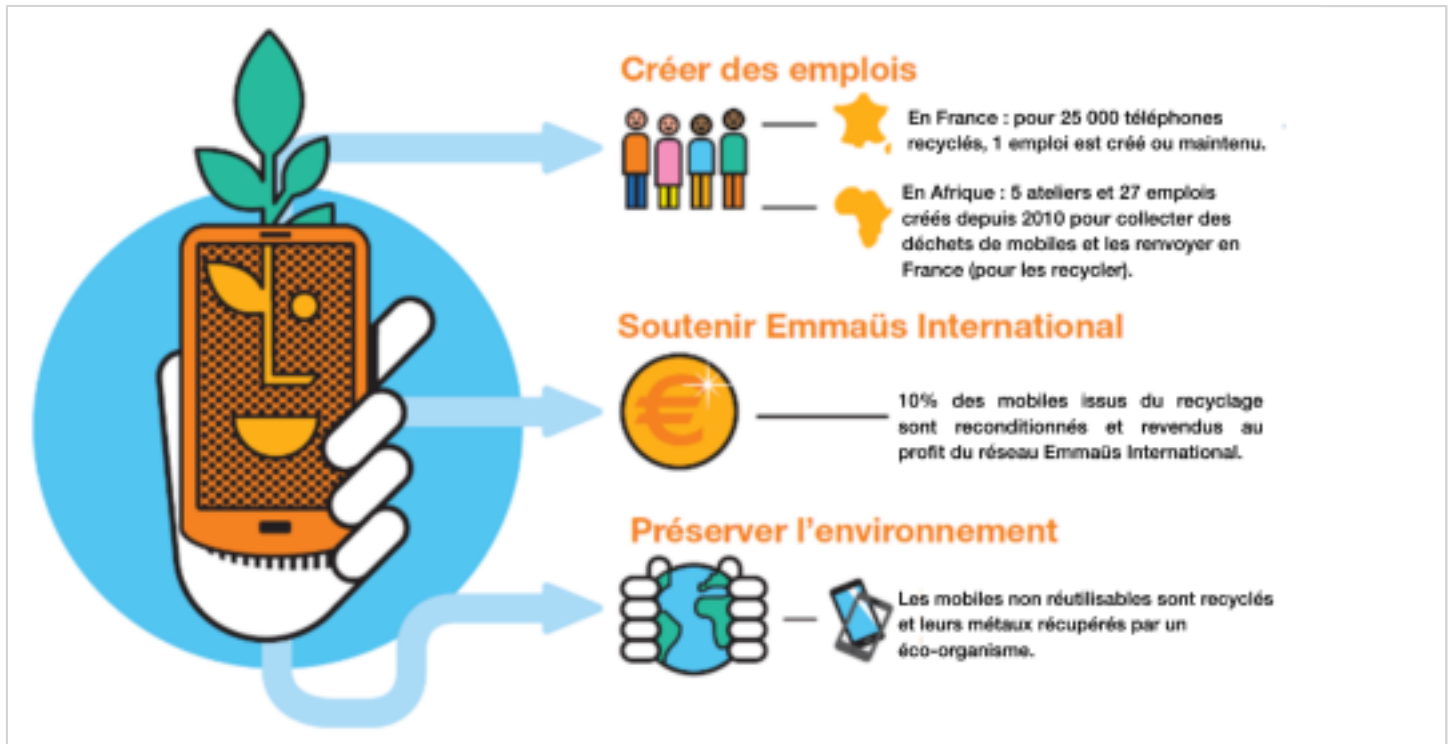 Créer des emplois
En France : pour 25 000 téléphones
recyclés, 1 emploi est créé ou maintenu.
En Afrique : 5 ateliers et 27 emplois
créés depuis 2010 pour collecter des
déchets de mobiles et les renvoyer en
France (pour les recycler).
Soutenir Emmaüs International
€
10% des mobiles issus du recyclage
sont reconditionnés et revendus au
profit du réseau Emmaüs International.
Préserver l'environnement
Les mobiles non réutilisables sont recyclés
et leurs métaux récupérés par un
éco-organisme.